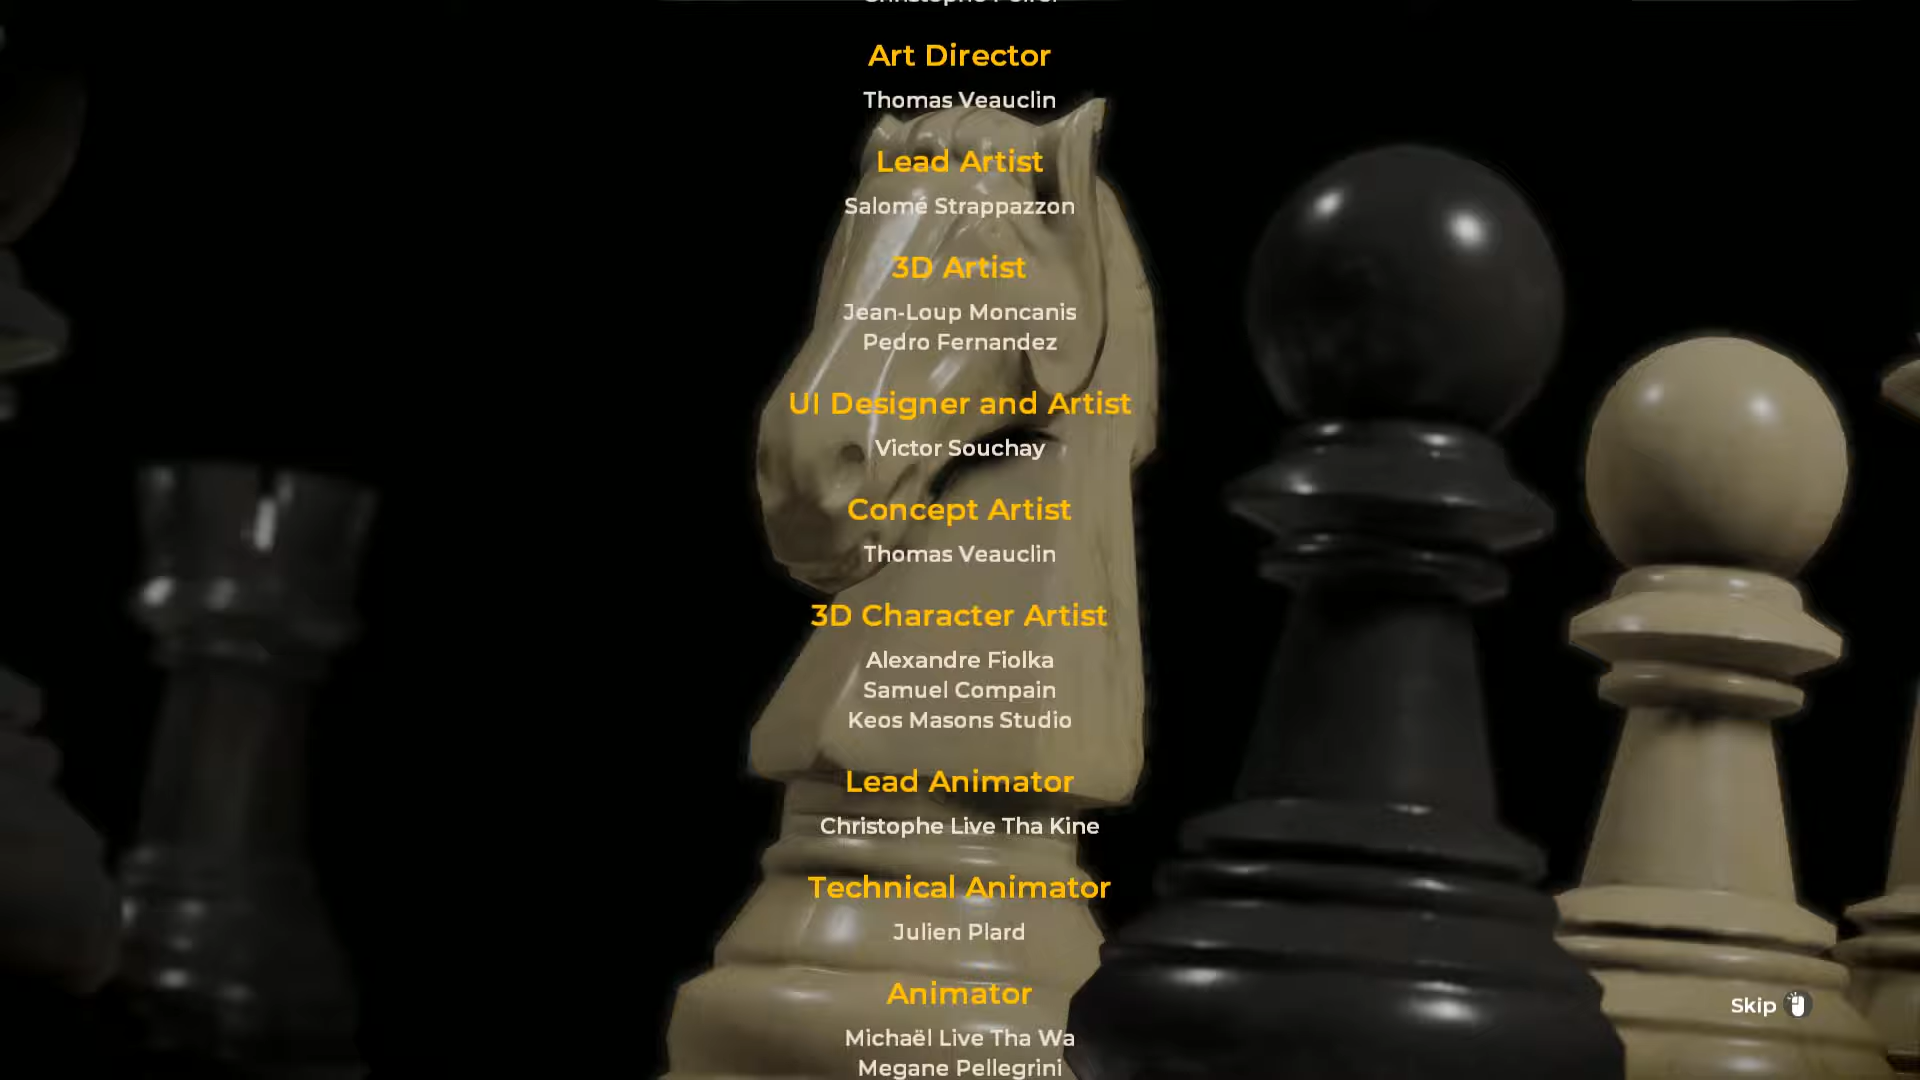 Art Director
Thomas Veauclin
Lead Artist
Salomé Strappazzon
3D Artist
Jean-Loup Moncanis
Pedro Fernandez
UI Designer and Artist
Victor Souchay
Concept Artist
Thomas Veauclin
3D Character Artist
Alexandre Fiolka
Samuel Compain
Keos Masons Studio
Lead Animator
Christophe Live Tha Kine
Technical Animator
Julien Plard
Animator
Michaël Live Tha Wa
Megane Pellegrini
Skip